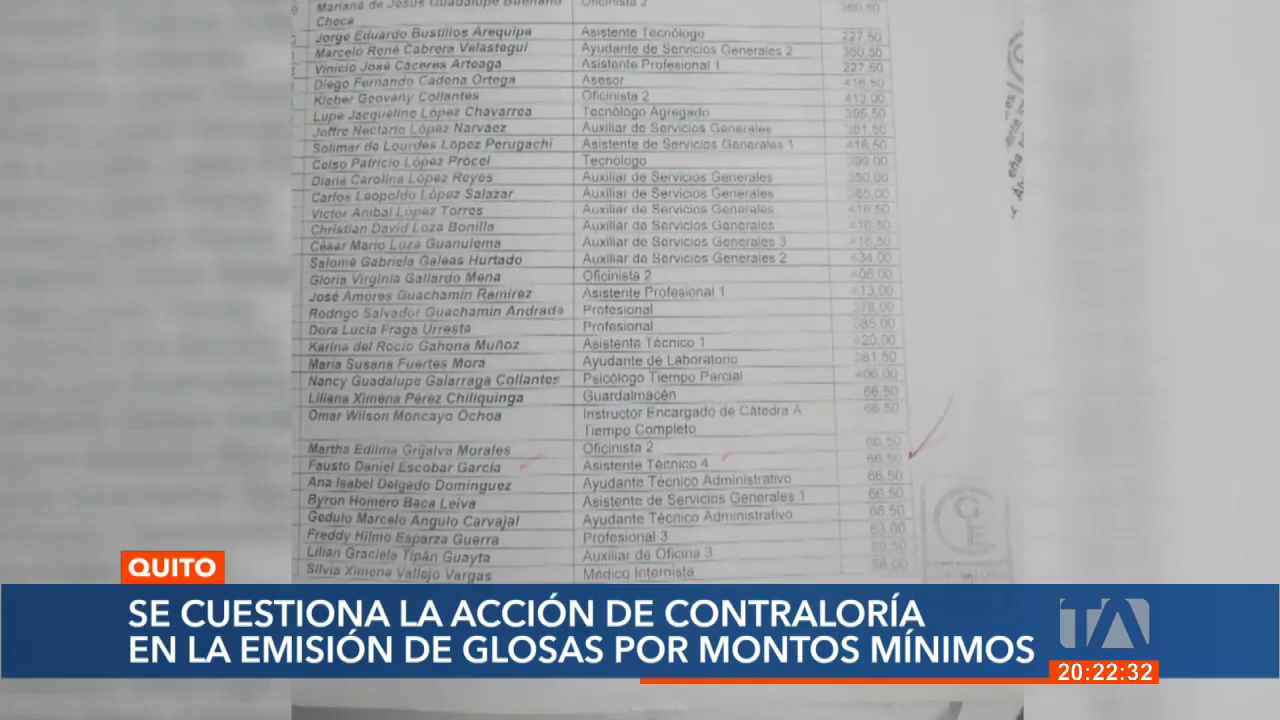 Mariana de Jesús Guadalupe Buenaño Checa Oficinista 2 360,50
Jorge Eduardo Bustillos Arequipa Asistente Tecnólogo 227,50
Marcelo René Cabrera Velastegui Ayudante de Servicios Generales 2 360,50
Vinicio José Cáceres Arteaga Asistente Profesional 1 227,50
Diego Fernando Cadena Ortega Asesor 416,50
Kleber Geovany Collantes Oficinista 2 413,00
Lupe Jacqueline López Chavarrea Tecnólogo Agregado 395,50
Joffre Nectario López Narváez Auxiliar de Servicios Generales 381,50
Solimar de Lourdes López Perugachi Asistente de Servicios Generales 1 416,50
Celso Patricio López Prócel Tecnólogo 399,00
Diana Carolina López Reyes Auxiliar de Servicios Generales 350,00
Carlos Leopoldo López Salazar Auxiliar de Servicios Generales 385,00
Víctor Aníbal López Torres Auxiliar de Servicios Generales 416,50
Christian David Loza Bonilla Auxiliar de Servicios Generales 416,50
César Mario Loza Guanulema Auxiliar de Servicios Generales 3 416,50
Salomé Gabriela Galeas Hurtado Auxiliar de Servicios Generales 2 434,00
Gloria Virginia Gallardo Mena Oficinista 2 406,00
José Amores Guachamín Ramírez Asistente Profesional 1 413,00
Rodrigo Salvador Guachamín Andrada Profesional 378,00
Dora Lucía Fraga Urresta Profesional 385,00
Karina del Rocío Gahona Muñoz Asistente Técnico 1 420,00
María Susana Fuertes Mora Ayudante de Laboratorio 381,50
Nancy Guadalupe Galarraga Collantes Psicólogo Tiempo Parcial 406,00
Liliana Ximena Pérez Chiliquinga Guardalmacén 66,50
Omar Wilson Moncayo Ochoa Instructor Encargado de Cátedra A 66,50
Tiempo Completo
Martha Edilma Grijalva Morales Oficinista 2 66,50
Fausto Daniel Escobar García Asistente Técnico 4 66,50
Ana Isabel Delgado Domínguez Ayudante Técnico Administrativo 66,50
Byron Homero Baca Leiva Asistente de Servicios Generales 1 66,50
Gedulo Marcelo Angulo Carvajal Ayudante Técnico Administrativo 66,50
Freddy Hilmo Esparza Guerra Profesional 3 63,00
Lilian Graciela Tipán Guayta Auxiliar de Oficina 3
Silvia Ximena Vallejo Vargas Médico Internista 56,00
CGE
QUITO
SE CUESTIONA LA ACCIÓN DE CONTRALORÍA
EN LA EMISIÓN DE GLOSAS POR MONTOS MÍNIMOS
TA
20:22:32